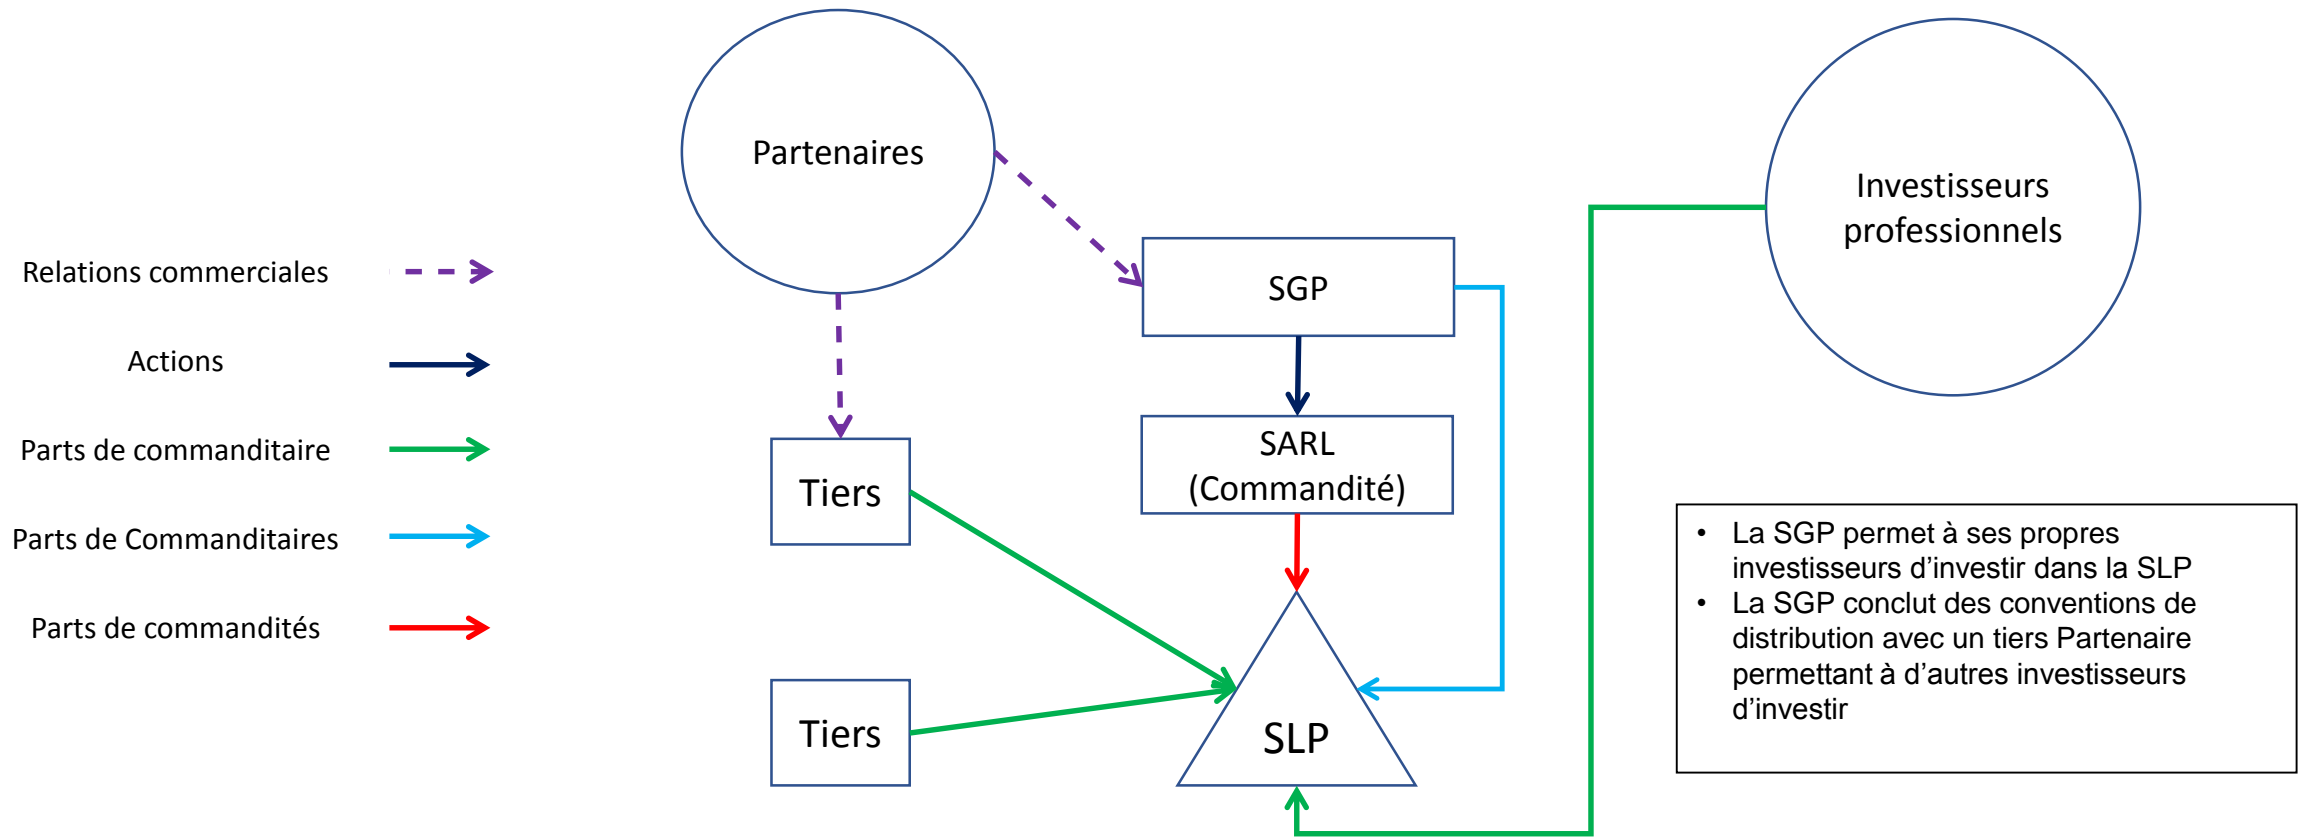 Partenaires
Investisseurs
professionnels
Relations commerciales
SGP
Actions
SARL
(Commandité)
Parts de commanditaire
Tiers
Parts de Commanditaires
Parts de commandités
Tiers
SLP
• La SGP permet à ses propres
investisseurs d’investir dans la SLP
• La SGP conclut des conventions de
distribution avec un tiers Partenaire
permettant à d’autres investisseurs
d’investir